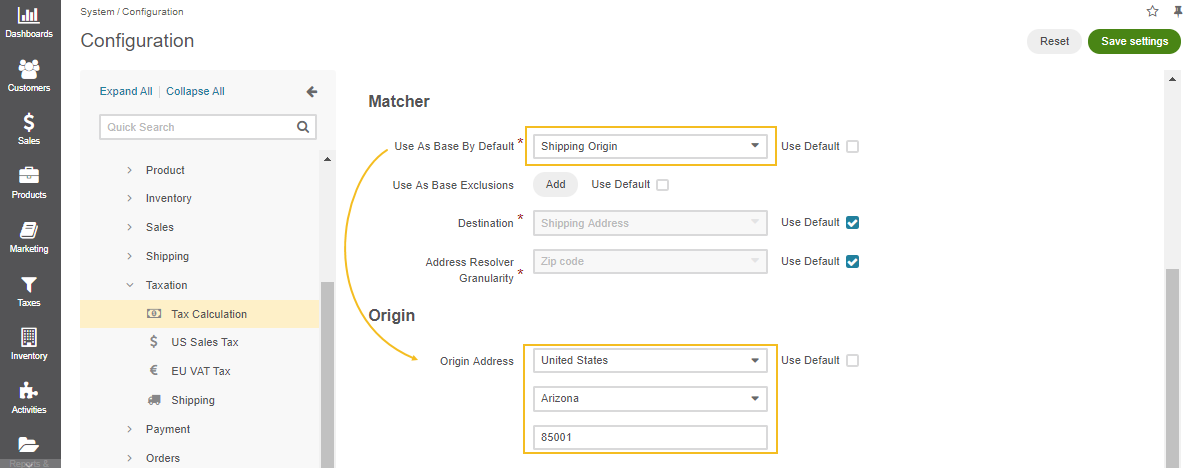 System / Configuration
Configuration
Reset
Save settings
Dashboards
Customers
Sales
Products
Marketing
Taxes
Inventory
Activities
Reports &
Expand All | Collapse All
Quick Search
Product
Inventory
Sales
Shipping
Taxation
Tax Calculation
$ US Sales Tax
€ EU VAT Tax
Shipping
Payment
Orders
Matcher
Use As Base By Default * Shipping Origin Use Default
Use As Base Exclusions Add Use Default
Destination * Shipping Address Use Default
Address Resolver Granularity * Zip code Use Default
Origin
Origin Address United States Use Default
Arizona
85001